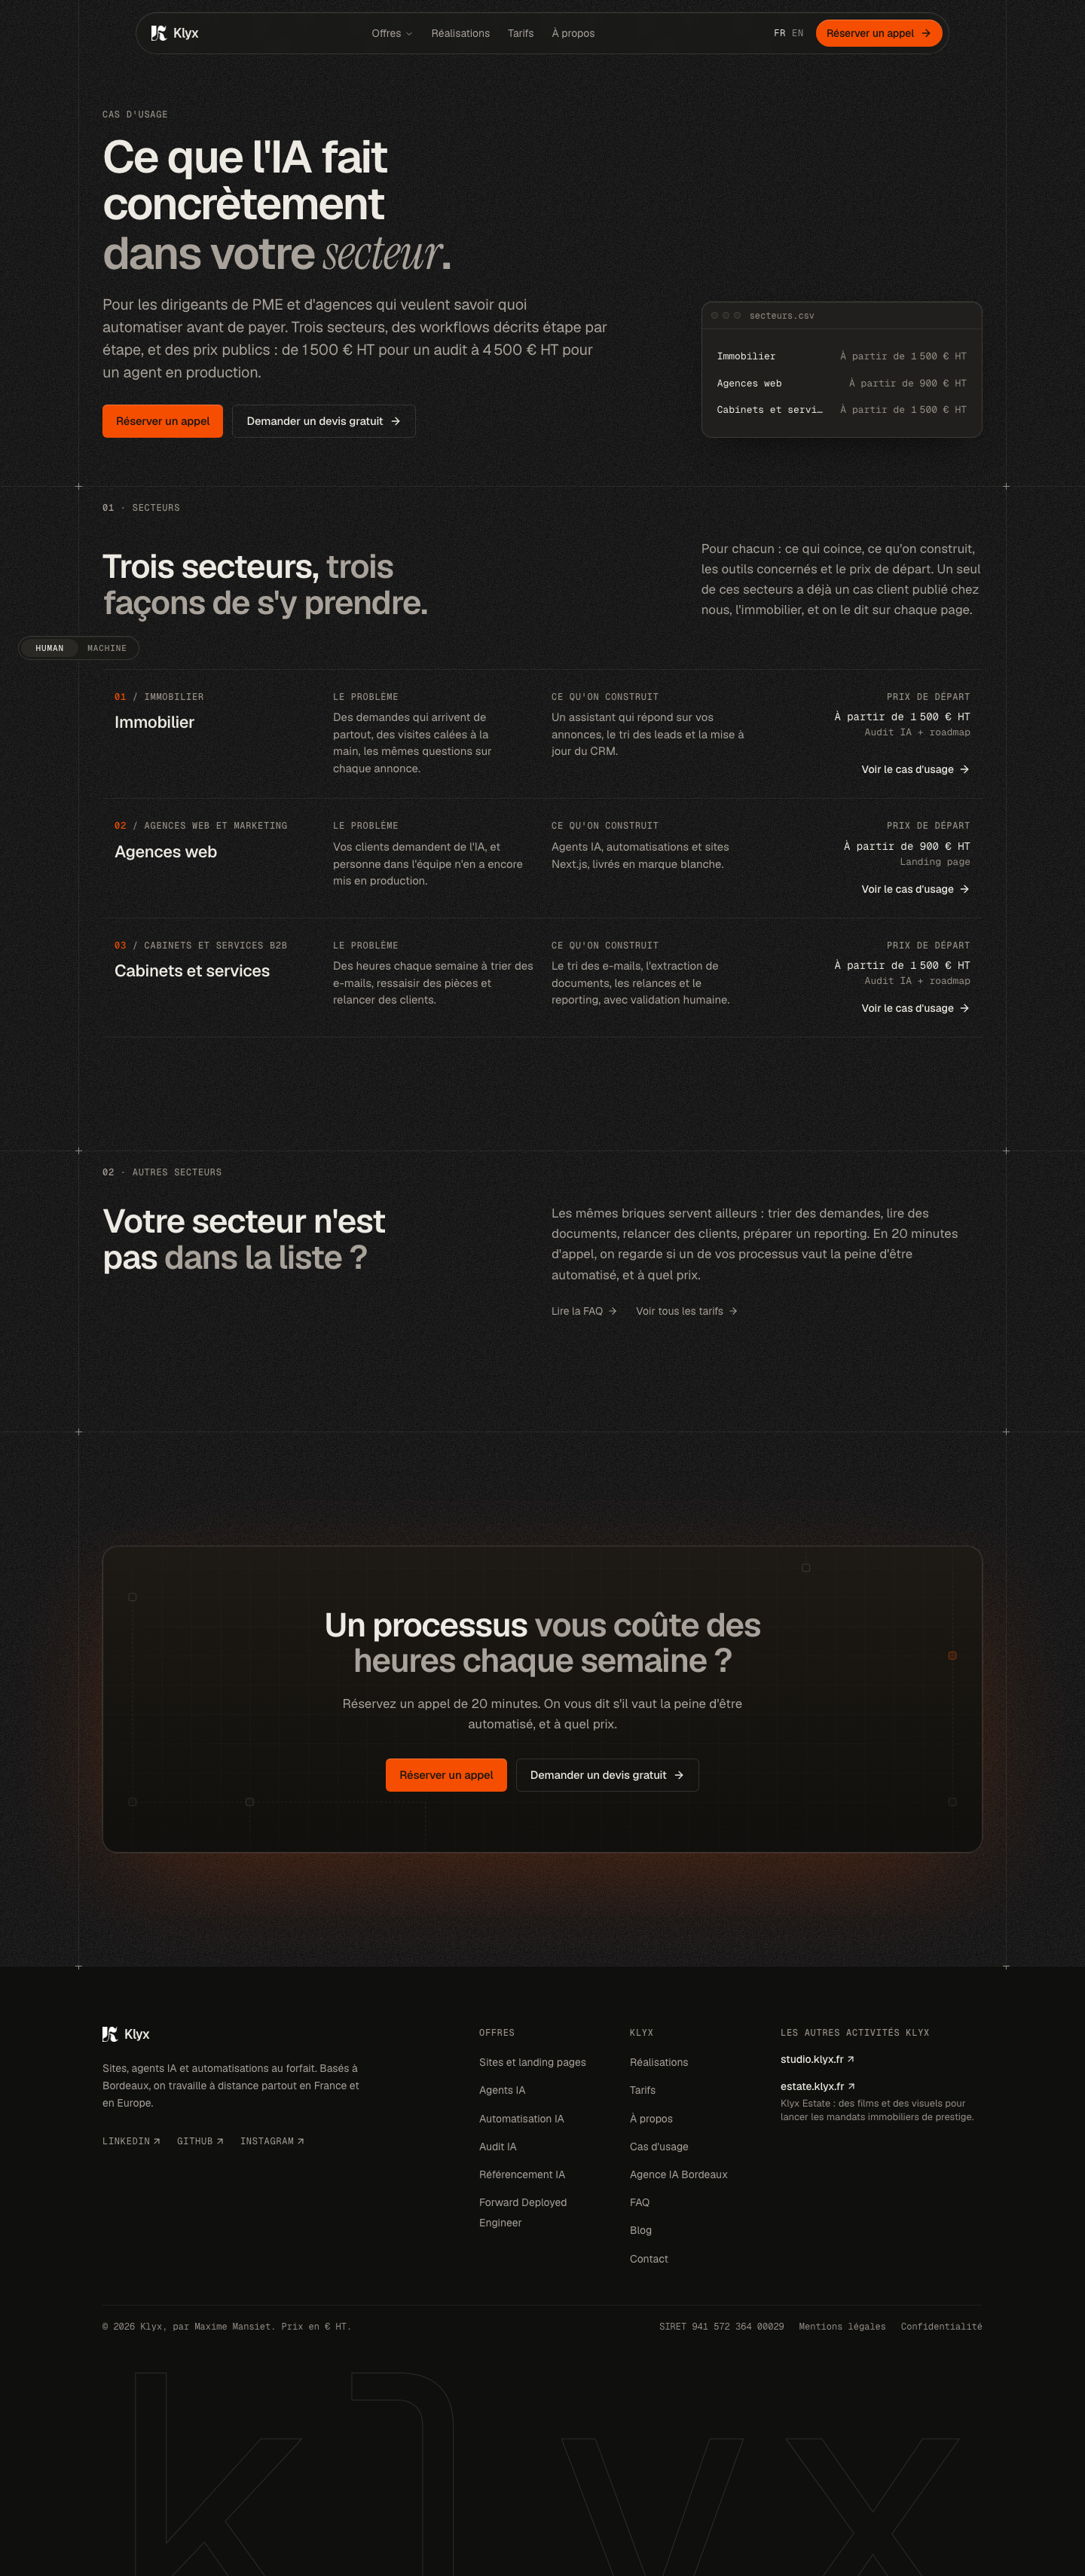 Klyx
Offres
Réalisations
Tarifs
À propos
FR EN
Réserver un appel
CAS D'USAGE
Ce que l'IA fait
concrètement
dans votre secteur.
Pour les dirigeants de PME et d'agences qui veulent savoir quoi
automatiser avant de payer. Trois secteurs, des workflows décrits étape par
étape, et des prix publics : de 1 500 € HT pour un audit à 4 500 € HT pour
un agent en production.
Réserver un appel
Demander un devis gratuit
secteurs.csv
Immobilier À partir de 1 500 € HT
Agences web À partir de 900 € HT
Cabinets et servi… À partir de 1 500 € HT
01 · SECTEURS
Trois secteurs, trois
façons de s'y prendre.
Pour chacun : ce qui coince, ce qu'on construit,
les outils concernés et le prix de départ. Un seul
de ces secteurs a déjà un cas client publié chez
nous, l'immobilier, et on le dit sur chaque page.
HUMAN MACHINE
01 / IMMOBILIER
Immobilier
LE PROBLÈME
Des demandes qui arrivent de
partout, des visites calées à la
main, les mêmes questions sur
chaque annonce.
CE QU'ON CONSTRUIT
Un assistant qui répond sur vos
annonces, le tri des leads et la mise à
jour du CRM.
PRIX DE DÉPART
À partir de 1 500 € HT
Audit IA + roadmap
Voir le cas d'usage
02 / AGENCES WEB ET MARKETING
Agences web
LE PROBLÈME
Vos clients demandent de l'IA, et
personne dans l'équipe n'en a encore
mis en production.
CE QU'ON CONSTRUIT
Agents IA, automatisations et sites
Next.js, livrés en marque blanche.
PRIX DE DÉPART
À partir de 900 € HT
Landing page
Voir le cas d'usage
03 / CABINETS ET SERVICES B2B
Cabinets et services
LE PROBLÈME
Des heures chaque semaine à trier des
e-mails, ressaisir des pièces et
relancer des clients.
CE QU'ON CONSTRUIT
Le tri des e-mails, l'extraction de
documents, les relances et le
reporting, avec validation humaine.
PRIX DE DÉPART
À partir de 1 500 € HT
Audit IA + roadmap
Voir le cas d'usage
02 · AUTRES SECTEURS
Votre secteur n'est
pas dans la liste ?
Les mêmes briques servent ailleurs : trier des demandes, lire des
documents, relancer des clients, préparer un reporting. En 20 minutes
d'appel, on regarde si un de vos processus vaut la peine d'être
automatisé, et à quel prix.
Lire la FAQ
Voir tous les tarifs
Un processus vous coûte des
heures chaque semaine ?
Réservez un appel de 20 minutes. On vous dit s'il vaut la peine d'être
automatisé, et à quel prix.
Réserver un appel
Demander un devis gratuit
Klyx
Sites, agents IA et automatisations au forfait. Basés à
Bordeaux, on travaille à distance partout en France et
en Europe.
LINKEDIN
GITHUB
INSTAGRAM
OFFRES
Sites et landing pages
Agents IA
Automatisation IA
Audit IA
Référencement IA
Forward Deployed
Engineer
KLYX
Réalisations
Tarifs
À propos
Cas d'usage
Agence IA Bordeaux
FAQ
Blog
Contact
LES AUTRES ACTIVITÉS KLYX
studio.klyx.fr
estate.klyx.fr
Klyx Estate : des films et des visuels pour
lancer les mandats immobiliers de prestige.
© 2026 Klyx, par Maxime Mansiet. Prix en € HT.
SIRET 941 572 364 00029
Mentions légales
Confidentialité
klyx